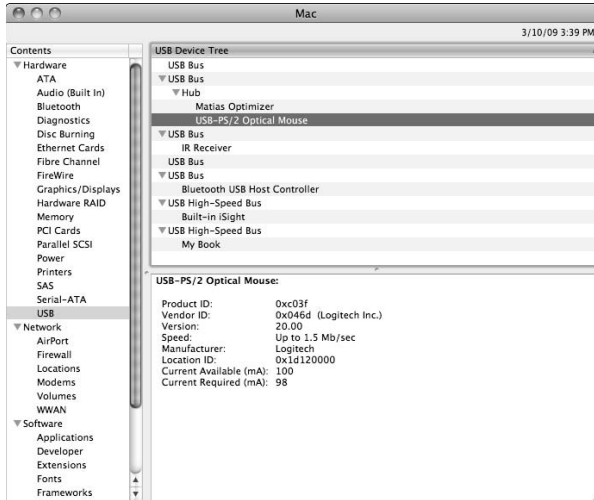 Mac
3/10/09 3:39 PM
Contents
Hardware
ATA
Audio (Built In)
Bluetooth
Diagnostics
Disc Burning
Ethernet Cards
Fibre Channel
FireWire
Graphics/Displays
Hardware RAID
Memory
PCI Cards
Parallel SCSI
Power
Printers
SAS
Serial-ATA
USB
Network
AirPort
Firewall
Locations
Modems
Volumes
WWAN
Software
Applications
Developer
Extensions
Fonts
Frameworks
USB Device Tree
USB Bus
USB Bus
Hub
Matias Optimizer
USB-PS/2 Optical Mouse
USB Bus
IR Receiver
USB Bus
USB Bus
Bluetooth USB Host Controller
USB High-Speed Bus
Built-in iSight
USB High-Speed Bus
My Book
USB-PS/2 Optical Mouse:
Product ID: 0xc03f
Vendor ID: 0x046d (Logitech Inc.)
Version: 20.00
Speed: Up to 1.5 Mb/sec
Manufacturer: Logitech
Location ID: 0x1d120000
Current Available (mA): 100
Current Required (mA): 98